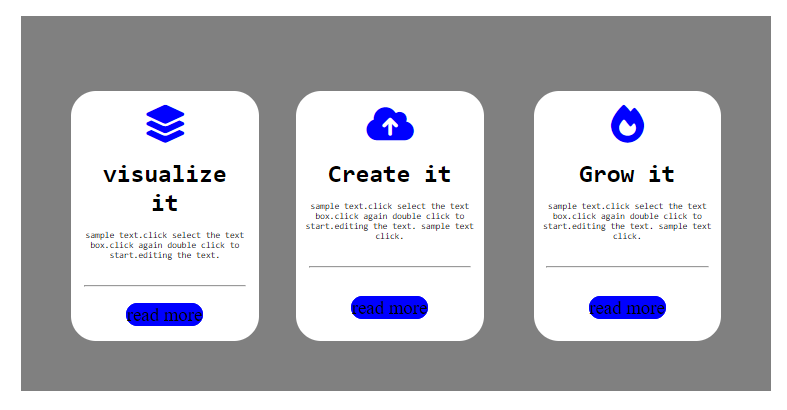 visualize
it
sample text.click select the text
box.click again double click to
start.editing the text.
read more
Create it
sample text.click select the text
box.click again double click to
start.editing the text. sample text
click.
read more
Grow it
sample text.click select the text
box.click again double click to
start.editing the text. sample text
click.
read more